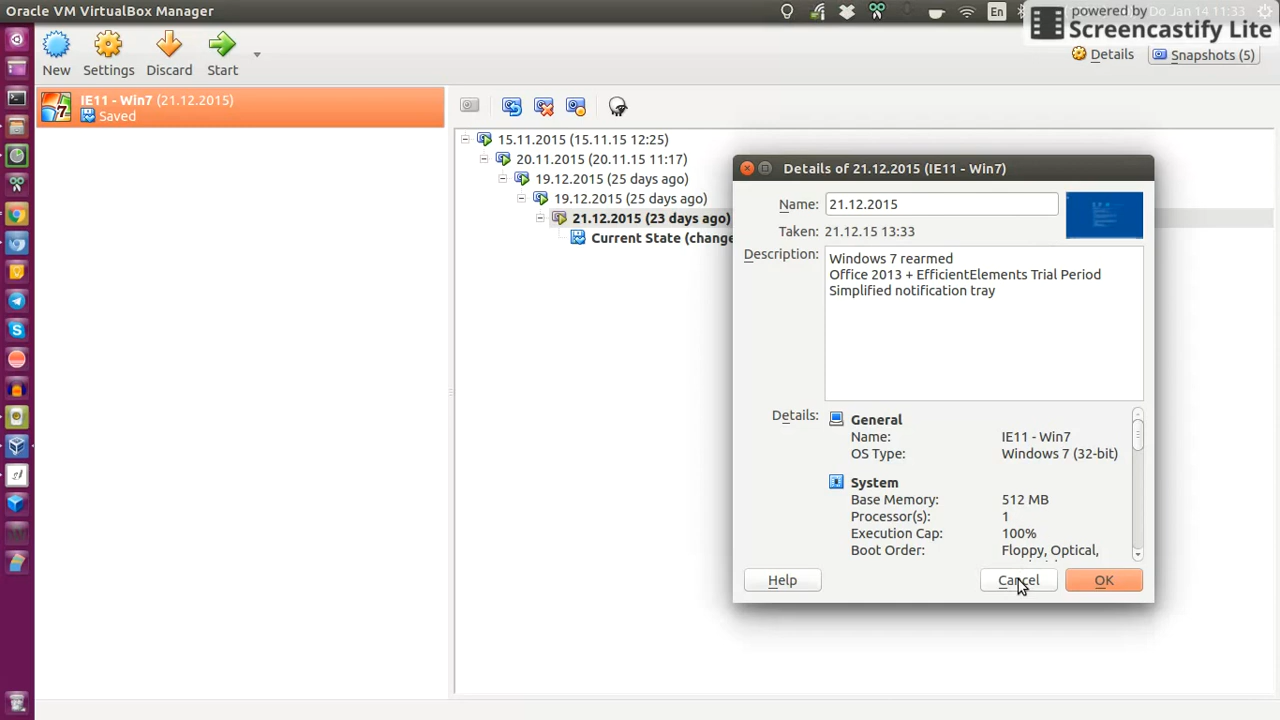 Oracle VM VirtualBox Manager
En
Do Jan 14 11:33
powered by
Screencastify Lite
New
Settings
Discard
Start
Details
Snapshots (5)
IE11 - Win7 (21.12.2015)
Saved
15.11.2015 (15.11.15 12:25)
20.11.2015 (20.11.15 11:17)
19.12.2015 (25 days ago)
19.12.2015 (25 days ago)
21.12.2015 (23 days ago)
Current State (change
Details of 21.12.2015 (IE11 - Win7)
Name: 21.12.2015
Taken: 21.12.15 13:33
Description: Windows 7 rearmed
Office 2013 + EfficientElements Trial Period
Simplified notification tray
Details: General
Name: IE11 - Win7
OS Type: Windows 7 (32-bit)
System
Base Memory: 512 MB
Processor(s): 1
Execution Cap: 100%
Boot Order: Floppy, Optical,
Help
Cancel
OK